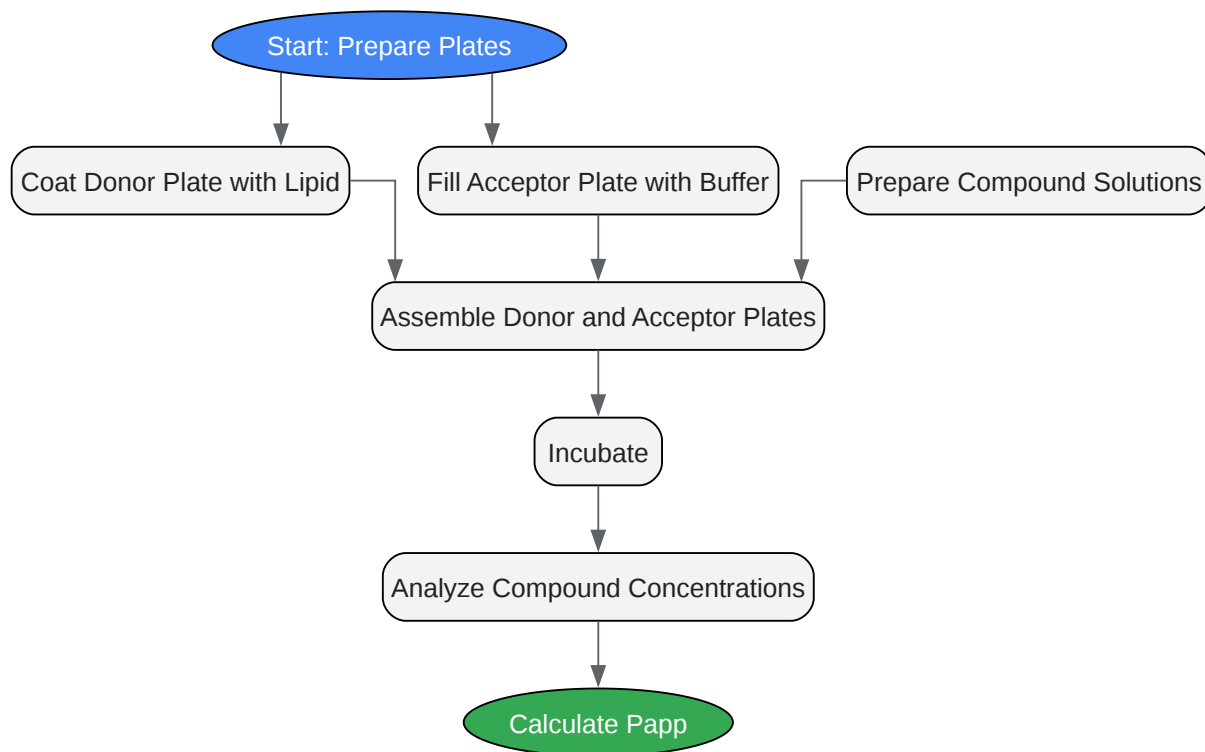 Start: Prepare Plates
Coat Donor Plate with Lipid
Fill Acceptor Plate with Buffer
Prepare Compound Solutions
Assemble Donor and Acceptor Plates
Incubate
Analyze Compound Concentrations
Calculate Papp